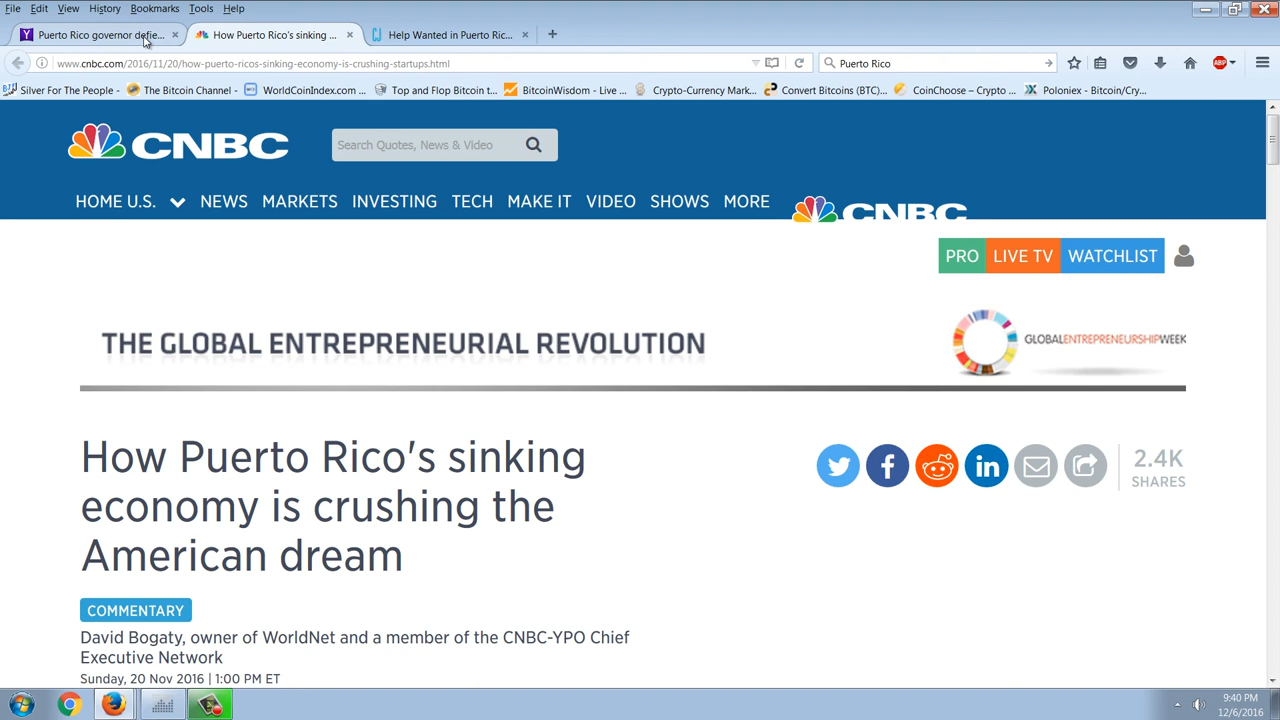 File Edit View History Bookmarks Tools Help
Puerto Rico governor defie... × How Puerto Rico's sinking ... × Help Wanted in Puerto Ric... × +
www.cnbc.com/2016/11/20/how-puerto-ricos-sinking-economy-is-crushing-startups.html Puerto Rico ABP
Silver For The People - ... The Bitcoin Channel - ... WorldCoinIndex.com ... Top and Flop Bitcoin t... BitcoinWisdom - Live ... Crypto-Currency Mark... Convert Bitcoins (BTC)... CoinChoose – Crypto ... Poloniex - Bitcoin/Cry...
CNBC Search Quotes, News & Video
HOME U.S. NEWS MARKETS INVESTING TECH MAKE IT VIDEO SHOWS MORE CNBC
PRO LIVE TV WATCHLIST
THE GLOBAL ENTREPRENEURIAL REVOLUTION GLOBALENTREPRENEURSHIPWEEK
How Puerto Rico's sinking
economy is crushing the
American dream
2.4K
SHARES
COMMENTARY
David Bogaty, owner of WorldNet and a member of the CNBC-YPO Chief
Executive Network
Sunday, 20 Nov 2016 | 1:00 PM ET
9:40 PM
12/6/2016